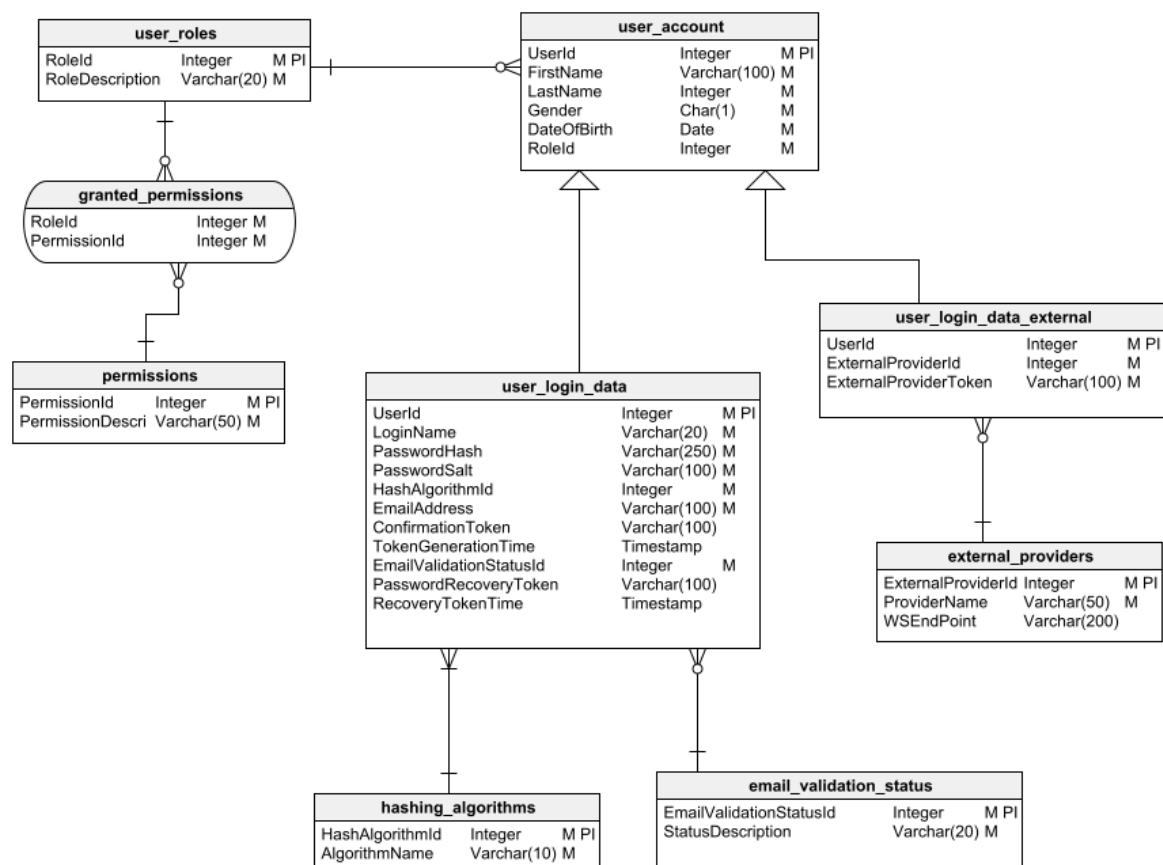 user_roles
RoleId Integer M PI
RoleDescription Varchar(20) M
user_account
UserId Integer M PI
FirstName Varchar(100) M
LastName Integer M
Gender Char(1) M
DateOfBirth Date M
RoleId Integer M
granted_permissions
RoleId Integer M
PermissionId Integer M
permissions
PermissionId Integer M PI
PermissionDescri Varchar(50) M
user_login_data
UserId Integer M PI
LoginName Varchar(20) M
PasswordHash Varchar(250) M
PasswordSalt Varchar(100) M
HashAlgorithmId Integer M
EmailAddress Varchar(100) M
ConfirmationToken Varchar(100)
TokenGenerationTime Timestamp
EmailValidationStatusId Integer M
PasswordRecoveryToken Varchar(100)
RecoveryTokenTime Timestamp
user_login_data_external
UserId Integer M PI
ExternalProviderId Integer M
ExternalProviderToken Varchar(100) M
external_providers
ExternalProviderId Integer M PI
ProviderName Varchar(50) M
WSEndPoint Varchar(200)
hashing_algorithms
HashAlgorithmId Integer M PI
AlgorithmName Varchar(10) M
email_validation_status
EmailValidationStatusId Integer M PI
StatusDescription Varchar(20) M